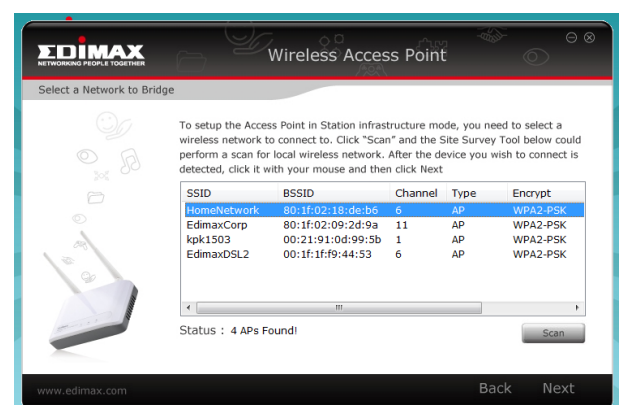 EDIMAX
NETWORKING PEOPLE TOGETHER
Wireless Access Point
Select a Network to Bridge
To setup the Access Point in Station infrastructure mode, you need to select a
wireless network to connect to. Click “Scan” and the Site Survey Tool below could
perform a scan for local wireless network. After the device you wish to connect is
detected, click it with your mouse and then click Next
SSID BSSID Channel Type Encrypt
HomeNetwork 80:1f:02:18:de:b6 6 AP WPA2-PSK
EdimaxCorp 80:1f:02:09:2d:9a 11 AP WPA2-PSK
kpk1503 00:21:91:0d:99:5b 1 AP WPA2-PSK
EdimaxDSL2 00:1f:1f:f9:44:53 6 AP WPA2-PSK
Status : 4 APs Found!
Scan
www.edimax.com
Back Next